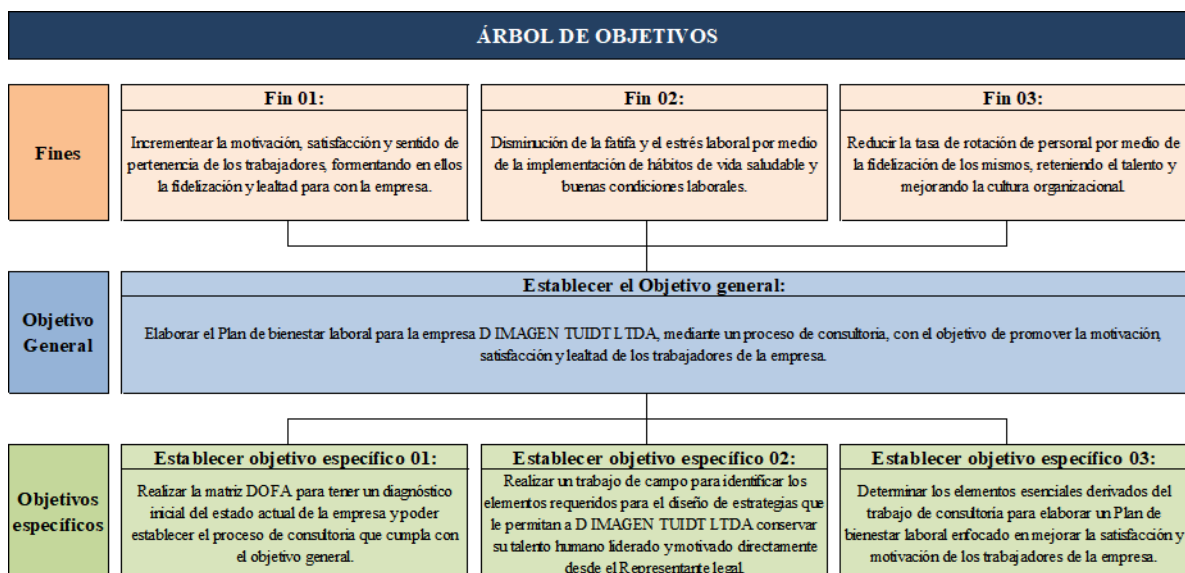 ÁRBOL DE OBJETIVOS
Fines
Fin 01:
Incrementear la motivación, satisfacción y sentido de
pertenencia de los trabajadores, formentando en ellos
la fidelización y lealtad para con la empresa.
Fin 02:
Disminución de la fatifa y el estrés laboral por medio
de la implementación de hábitos de vida saludable y
buenas condiciones laborales.
Fin 03:
Reducir la tasa de rotación de personal por medio de
la fidelización de los mismos, reteniendo el talento y
mejorando la cultura organizacional.
Objetivo
General
Establecer el Objetivo general:
Elaborar el Plan de bienestar laboral para la empresa D IMAGEN TUIDT LTDA, mediante un proceso de consultoria, con el objetivo de promover la motivación,
satisfacción y lealtad de los trabajadores de la empresa.
Objetivos
específicos
Establecer objetivo específico 01:
Realizar la matriz DOFA para tener un diagnóstico
inicial del estado actual de la empresa y poder
establecer el proceso de consultoria que cumpla con
el objetivo general.
Establecer objetivo específico 02:
Realizar un trabajo de campo para identificar los
elementos requeridos para el diseño de estrategias que
le permitan a D IMAGEN TUIDT LTDA conservar
su talento humano liderado y motivado directamente
desde el Representante legal.
Establecer objetivo específico 03:
Determinar los elementos esenciales derivados del
trabajo de consultoría para elaborar un Plan de
bienestar laboral enfocado en mejorar la satisfacción y
motivación de los trabajadores de la empresa.